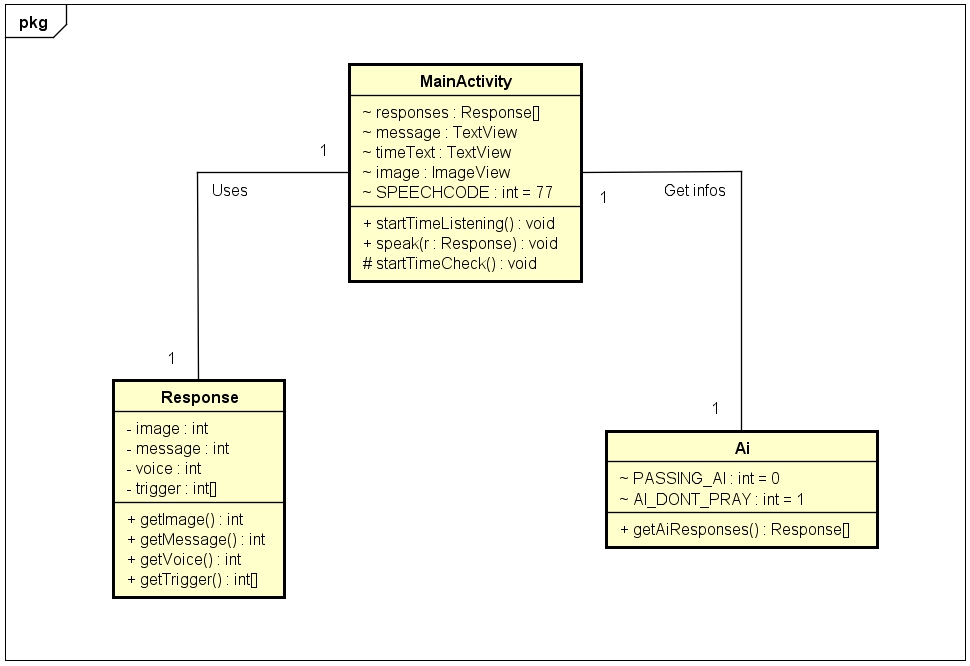 pkg
MainActivity
~ responses : Response[]
~ message : TextView
~ timeText : TextView
~ image : ImageView
~ SPEECHCODE : int = 77
+ startTimeListening() : void
+ speak(r : Response) : void
# startTimeCheck() : void
1
Uses
1
1
Get infos
1
Response
- image : int
- message : int
- voice : int
- trigger : int[]
+ getImage() : int
+ getMessage() : int
+ getVoice() : int
+ getTrigger() : int[]
Ai
~ PASSING_AI : int = 0
~ AI_DONT_PRAY : int = 1
+ getAiResponses() : Response[]